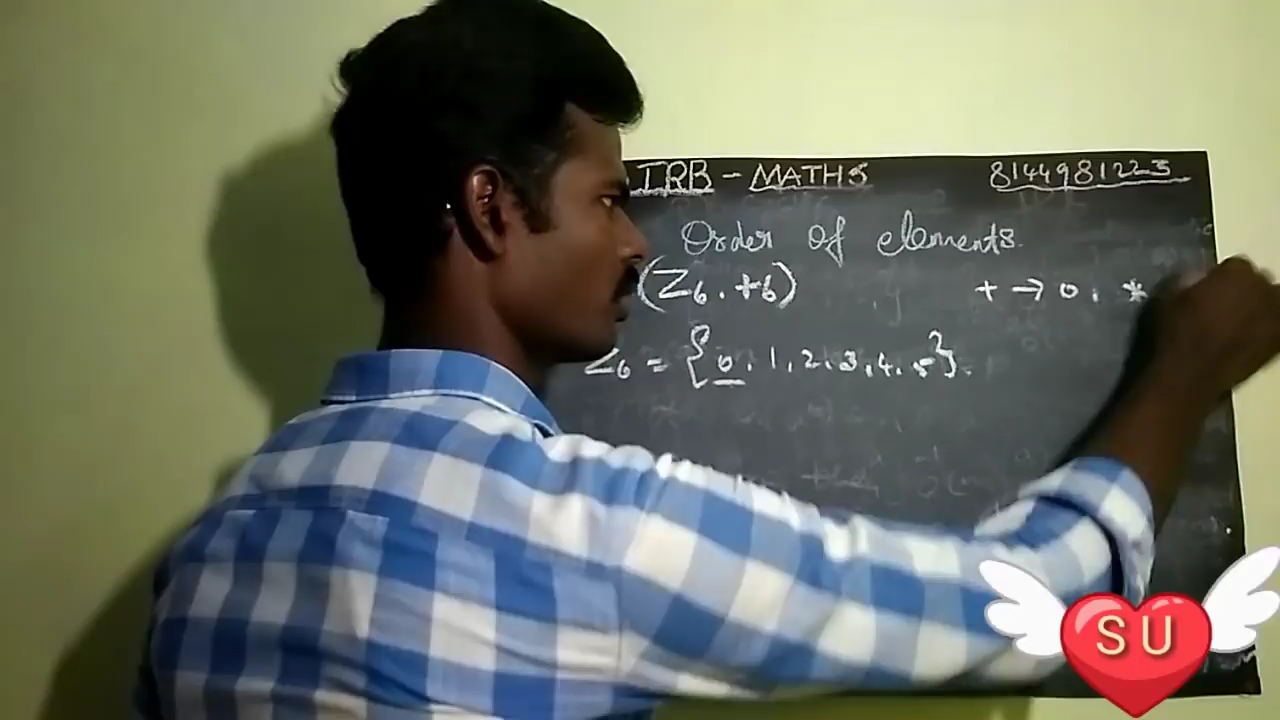 TRB - MATHS 8144981223
Order of elements.
(Z6, +6) + → 0, *
Z6 = {0, 1, 2, 3, 4, 5}.
SU